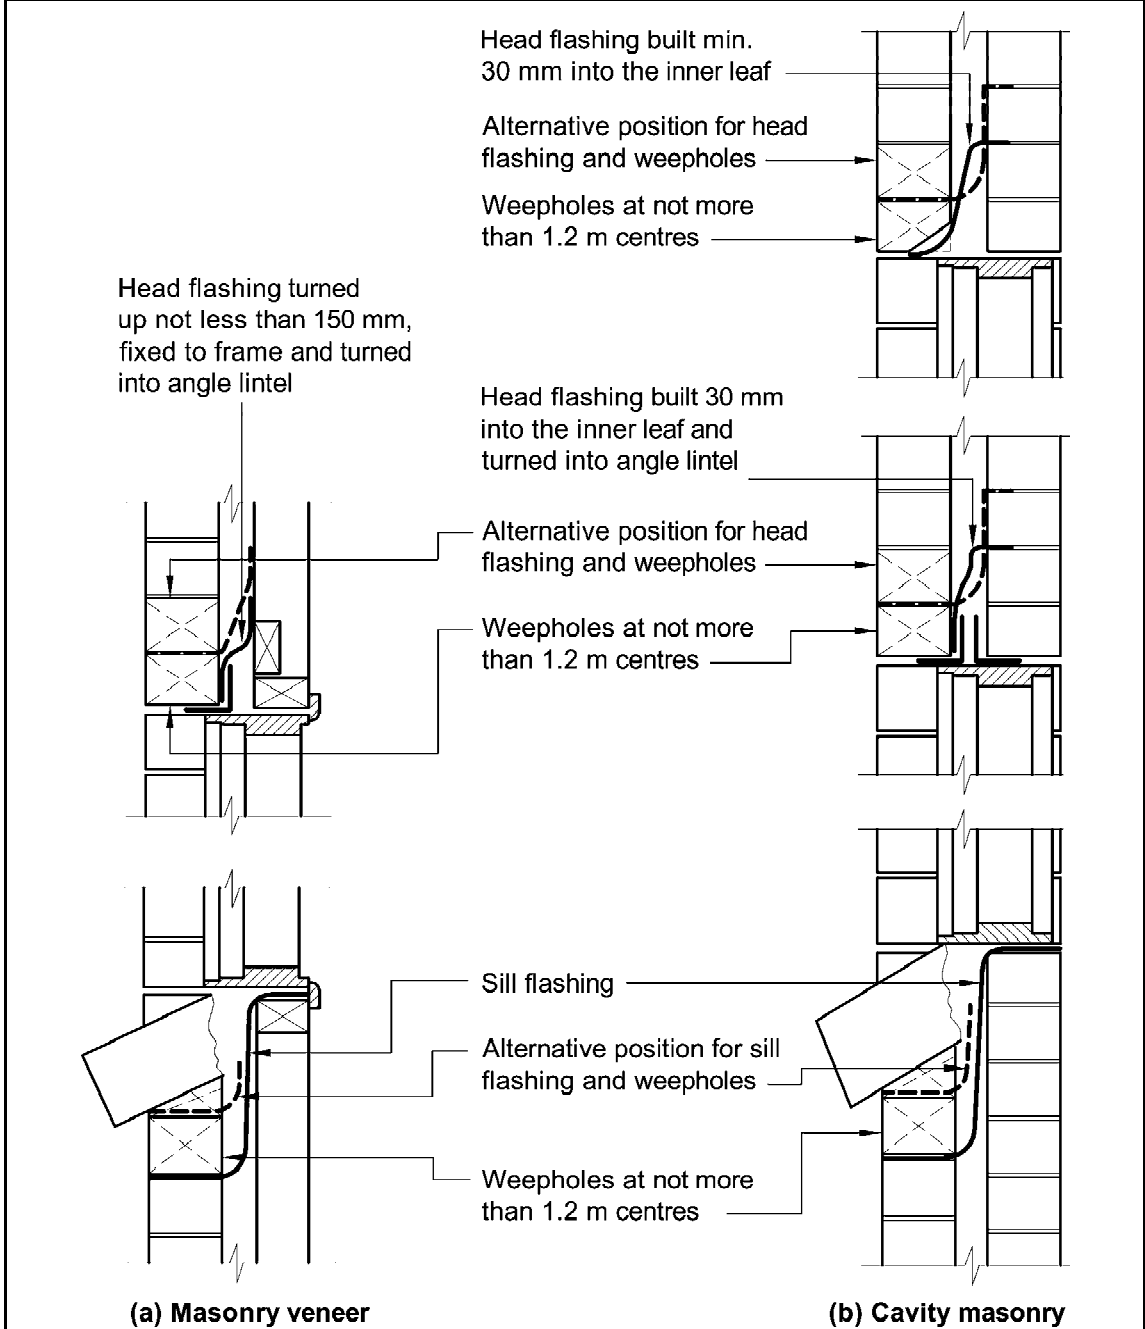 Head flashing built min.
30 mm into the inner leaf
Alternative position for head
flashing and weepholes
Weepholes at not more
than 1.2 m centres
Head flashing turned
up not less than 150 mm,
fixed to frame and turned
into angle lintel
Head flashing built 30 mm
into the inner leaf and
turned into angle lintel
Alternative position for head
flashing and weepholes
Weepholes at not more
than 1.2 m centres
Sill flashing
Alternative position for sill
flashing and weepholes
Weepholes at not more
than 1.2 m centres
(a) Masonry veneer
(b) Cavity masonry